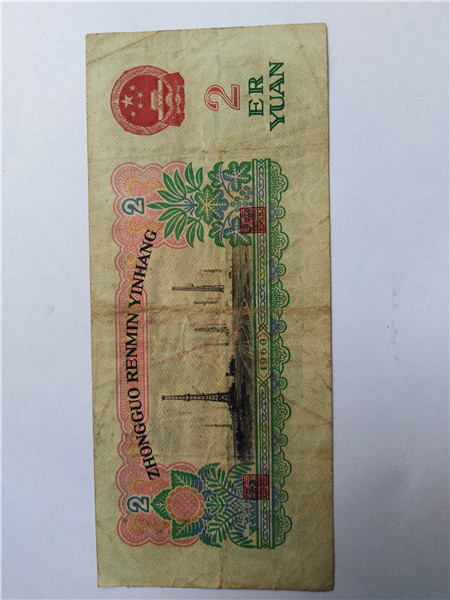 2
ER
YUAN
2
ZHONGGUO RENMIN YINHANG
2
1960